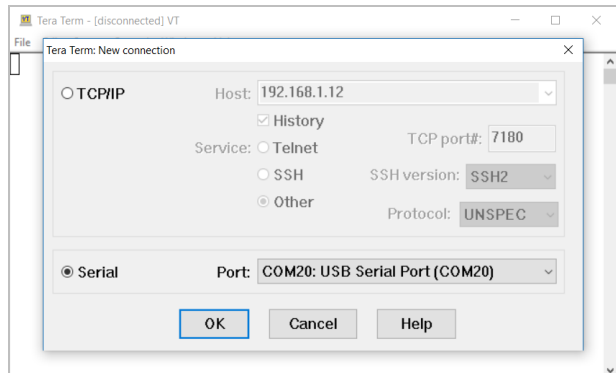 VT Tera Term - [disconnected] VT
File
Tera Term: New connection
TCP/IP Host: 192.168.1.12
History
Service: Telnet TCP port#: 7180
SSH SSH version: SSH2
Other Protocol: UNSPEC
Serial Port: COM20: USB Serial Port (COM20)
OK Cancel Help